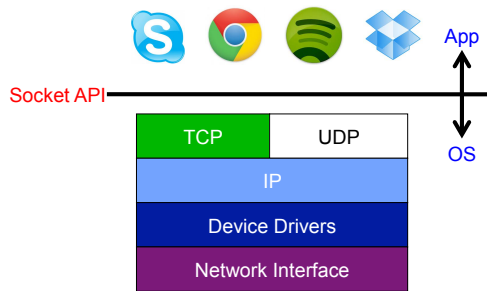 S
App
Socket API
TCP UDP
OS
IP
Device Drivers
Network Interface